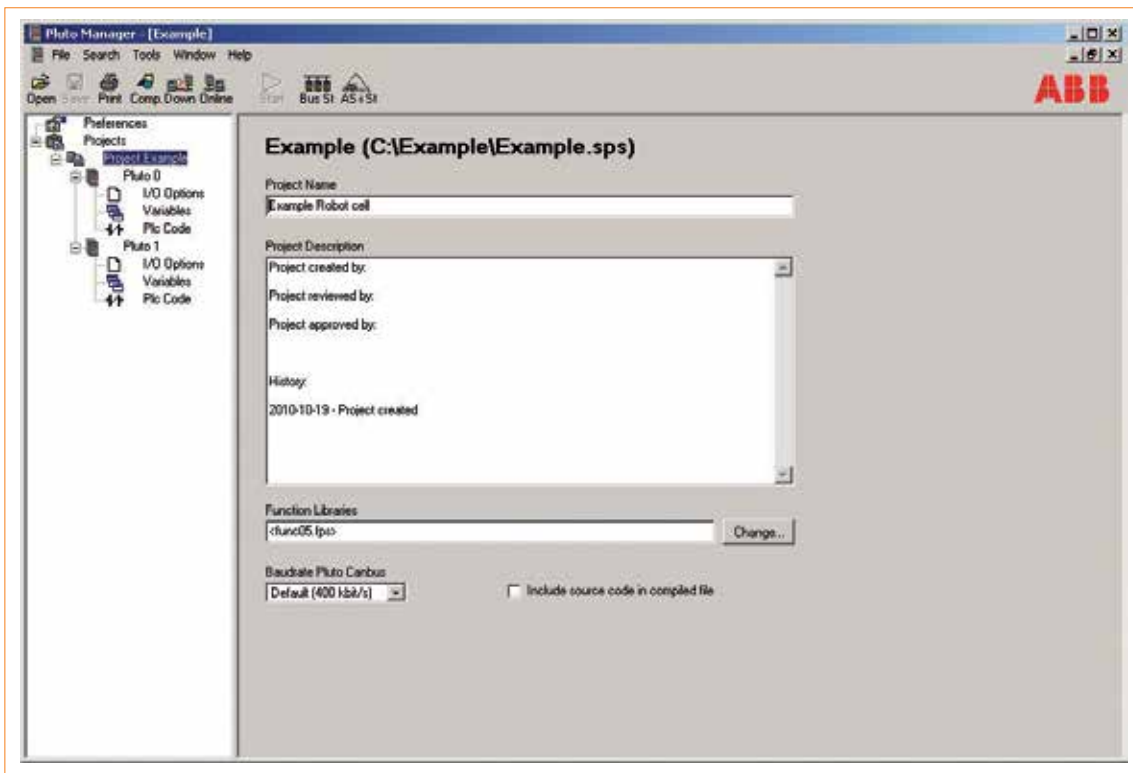 Pluto Manager - [Example]
File Search Tools Window Help
Open Save Print Comp. Down Online Start Bus St AS-i St
ABB
Preferences
Projects
Project Example
Pluto 0
I/O Options
Variables
Plc Code
Pluto 1
I/O Options
Variables
Plc Code
Example (C:\Example\Example.sps)
Project Name
Example Robot cell
Project Description
Project created by:
Project reviewed by:
Project approved by:
History:
2010-10-19 - Project created
Function Libraries
<func05.fps>
Change...
Baudrate Pluto Canbus
Default (400 kbit/s)
Include source code in compiled file